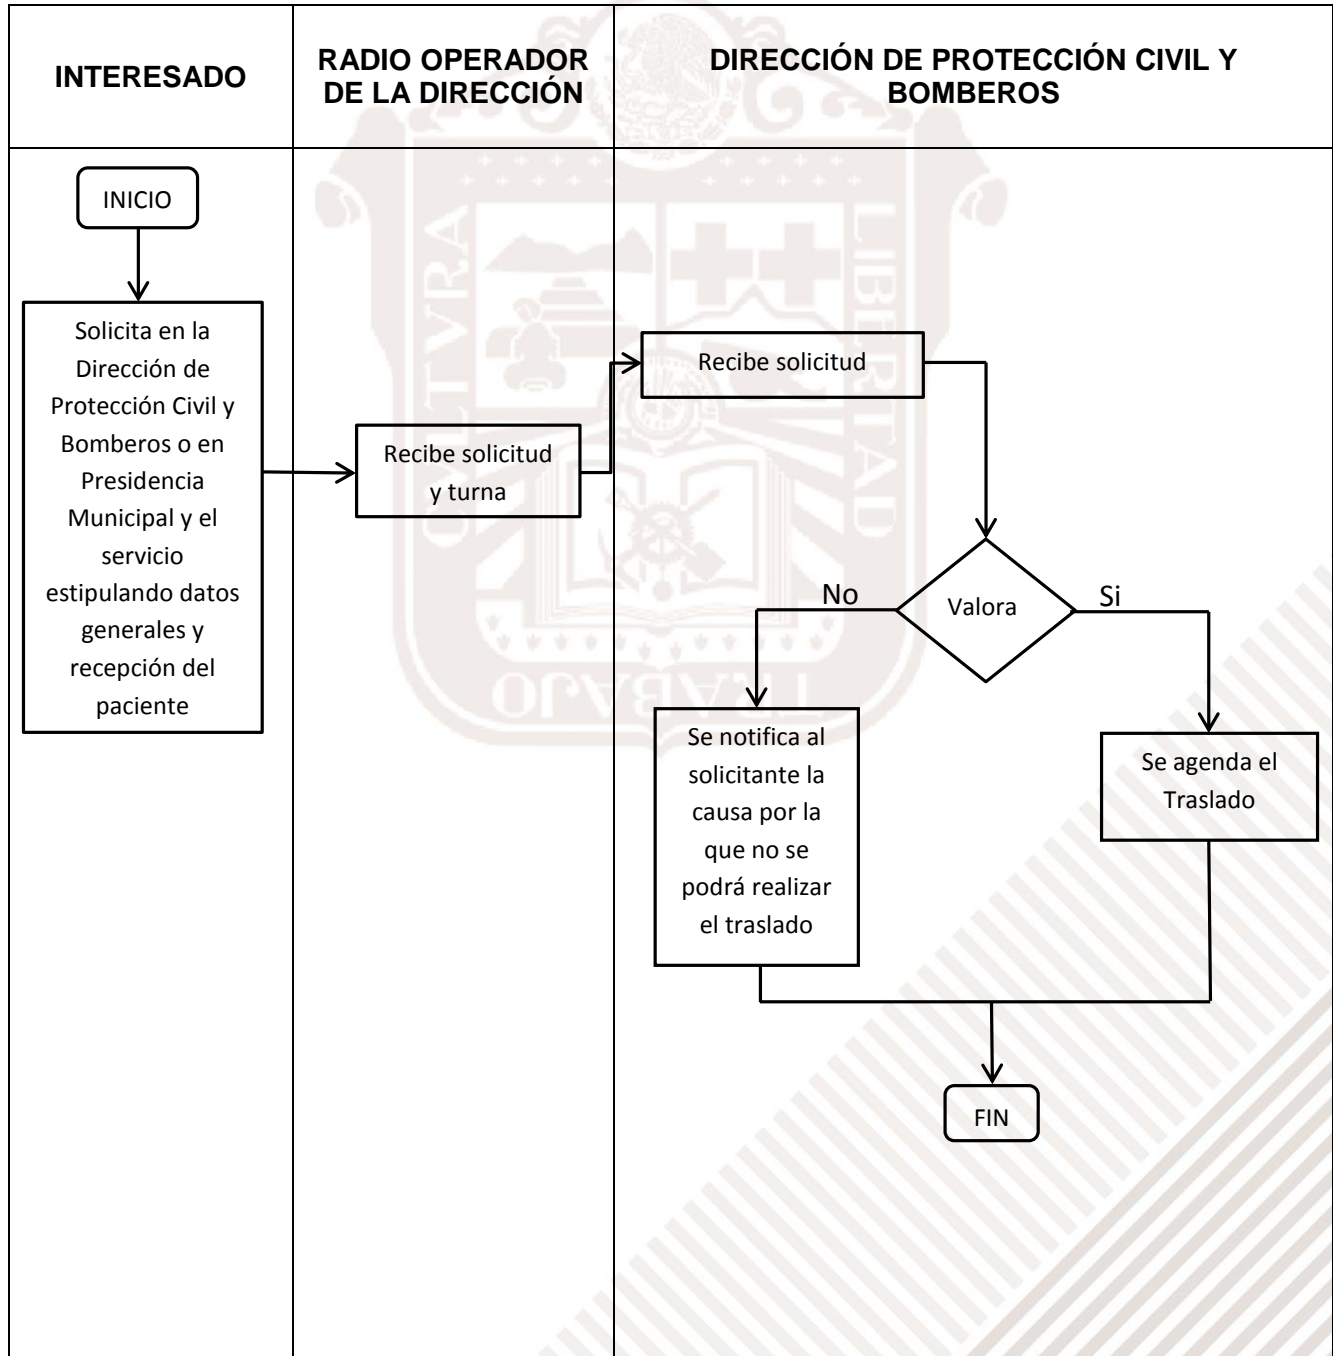 INTERESADO
RADIO OPERADOR
DE LA DIRECCIÓN
DIRECCIÓN DE PROTECCIÓN CIVIL Y
BOMBEROS
INICIO
Solicita en la
Dirección de
Protección Civil y
Bomberos o en
Presidencia
Municipal y el
servicio
estipulando datos
generales y
recepción del
paciente
Recibe solicitud
y turna
Recibe solicitud
Valora
No
Si
Se notifica al
solicitante la
causa por la
que no se
podrá realizar
el traslado
Se agenda el
Traslado
FIN
CVLTVRA
LIBERTAD
TRABAJO